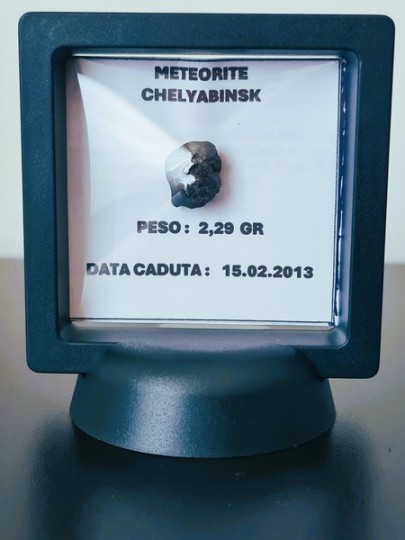 METEORITE
CHELYABINSK
PESO: 2,29 GR
DATA CADUTA: 15.02.2013